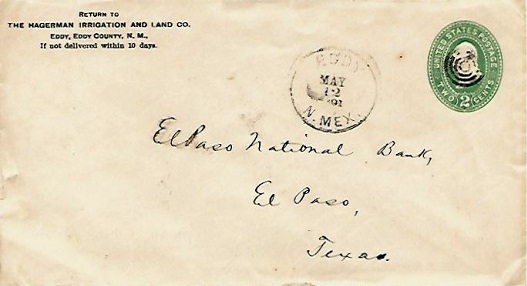 RETURN TO
THE HAGERMAN IRRIGATION AND LAND CO.
EDDY, EDDY COUNTY, N. M.,
If not delivered within 10 days.
EDDY
MAY
12
91
N. MEX.
UNITED STATES POSTAGE
TWO 2 CENTS
El Paso National Bank,
El Paso,
Texas.